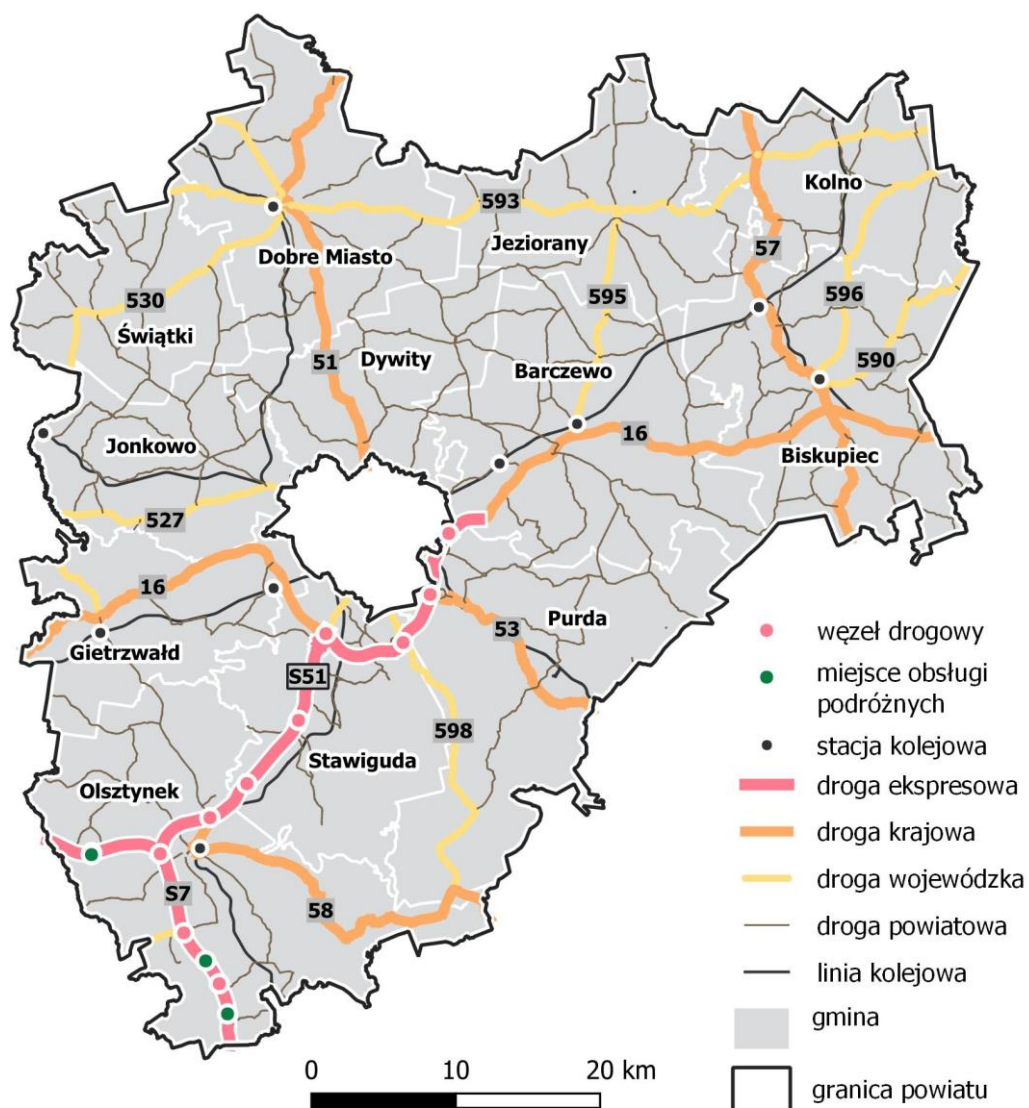 Kolno
593
Jeziorany
Dobre Miasto
57
530
595
596
Świątki
51
Dywity
Barczewo
590
Jonkowo
16
Biskupiec
527
16
Purda
53
Gietrzwałd
S51
598
Stawiguda
Olsztynek
S7
58
węzeł drogowy
miejsce obsługi
podróżnych
stacja kolejowa
droga ekspresowa
droga krajowa
droga wojewódzka
droga powiatowa
linia kolejowa
gmina
granica powiatu
0 10 20 km